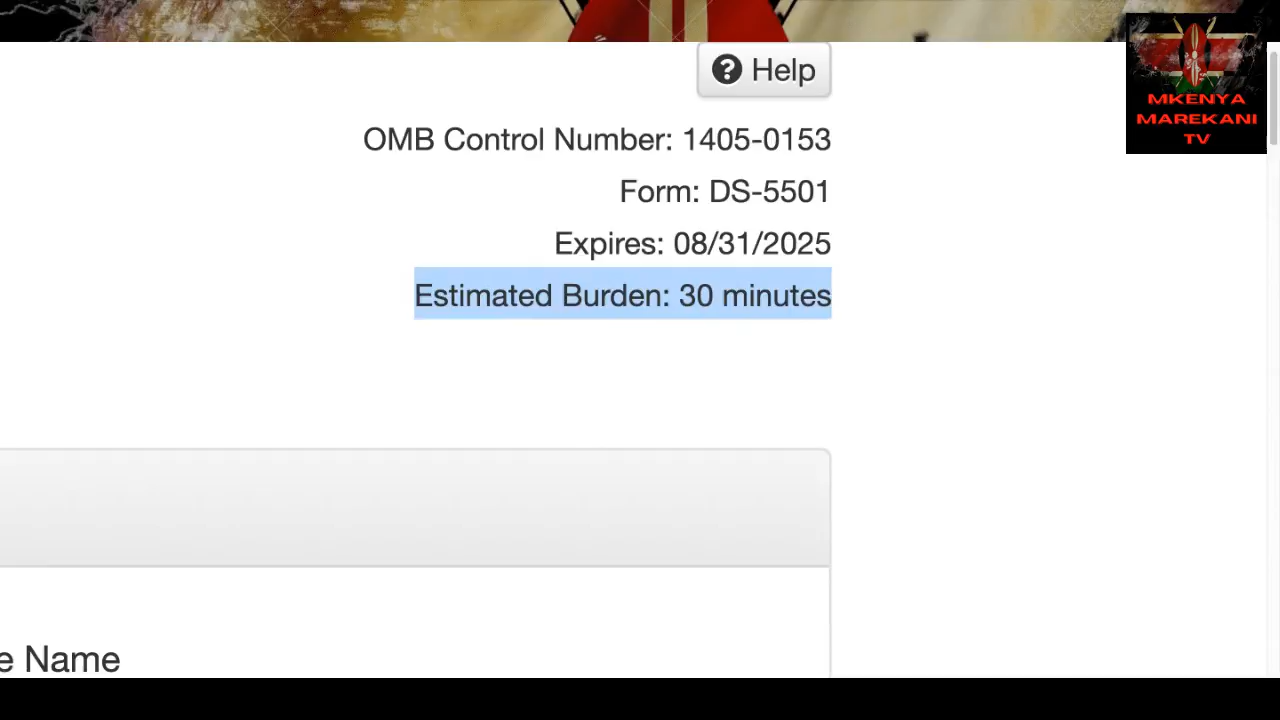 Help
MKENYA
MAREKANI
TV
OMB Control Number: 1405-0153
Form: DS-5501
Expires: 08/31/2025
Estimated Burden: 30 minutes
e Name